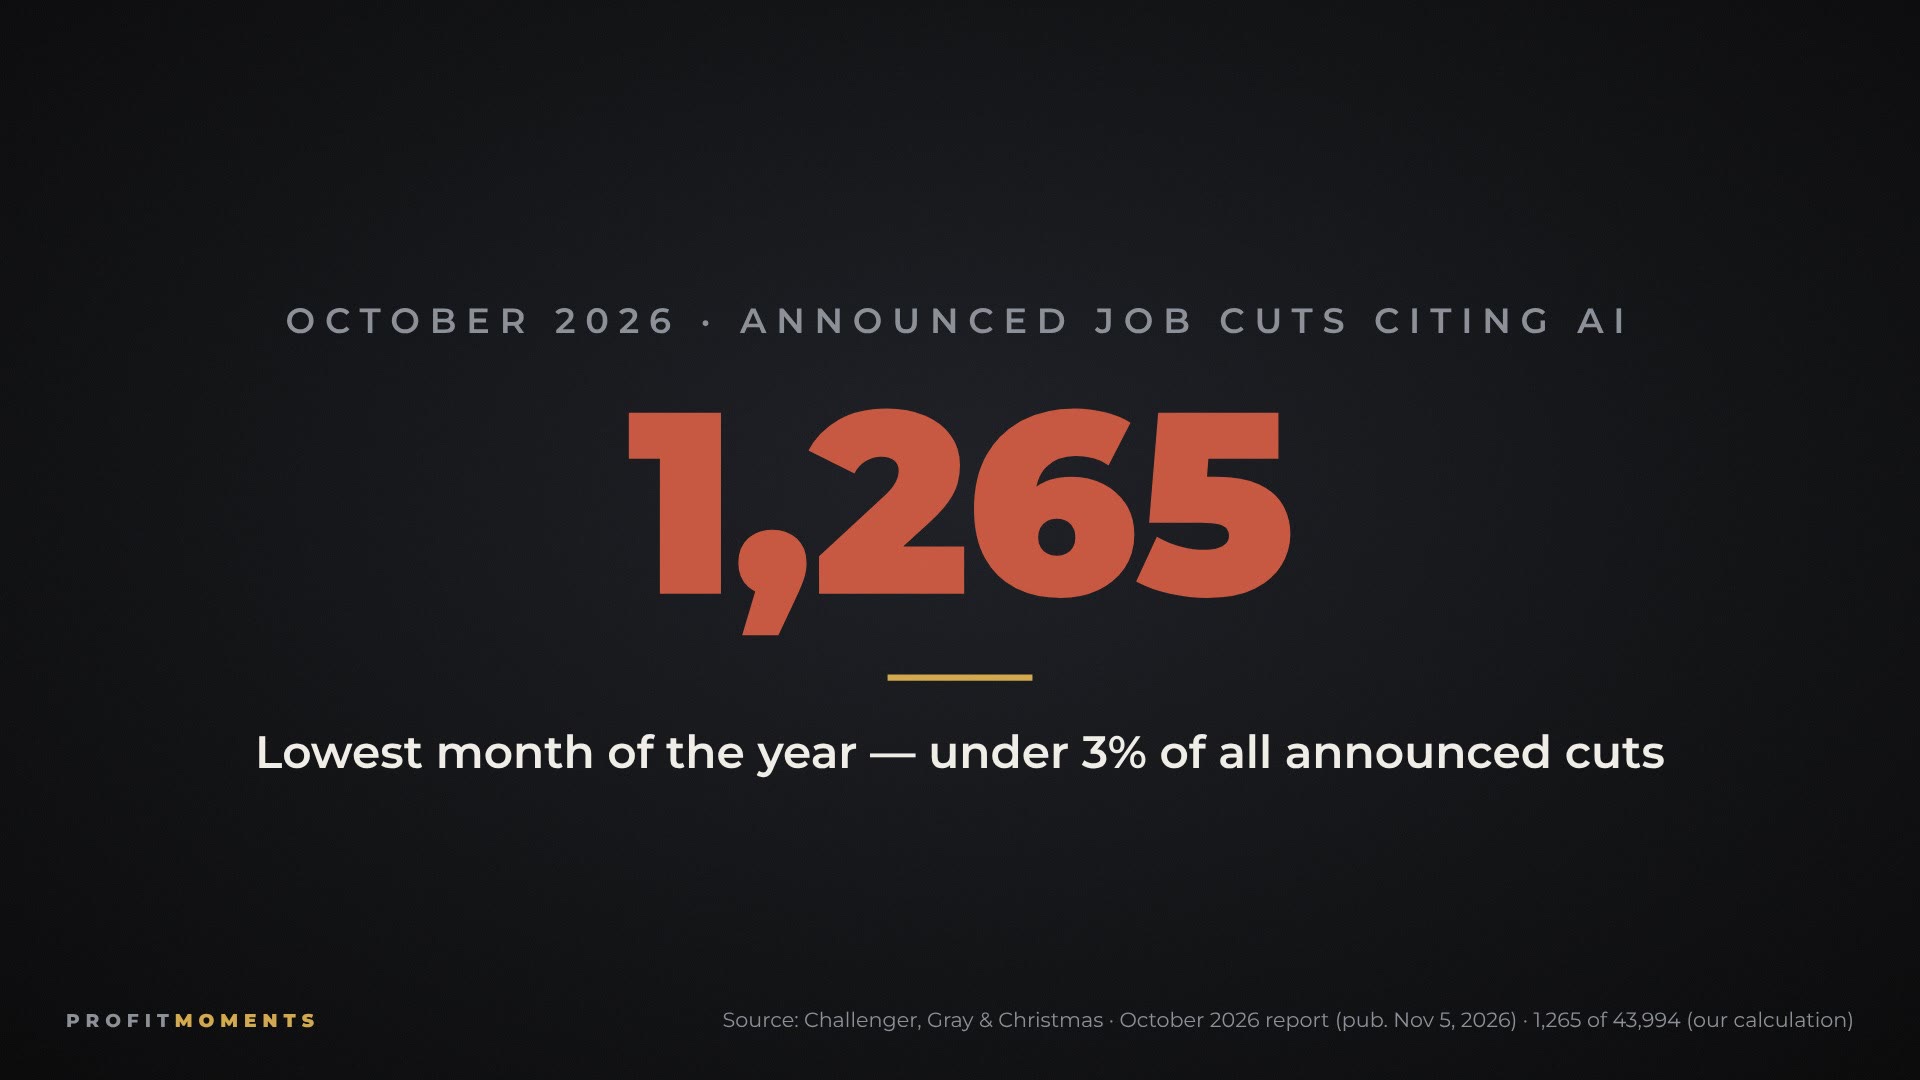 OCTOBER 2026 · ANNOUNCED JOB CUTS CITING AI
1,265
Lowest month of the year — under 3% of all announced cuts
PROFITMOMENTS
Source: Challenger, Gray & Christmas · October 2026 report (pub. Nov 5, 2026) · 1,265 of 43,994 (our calculation)